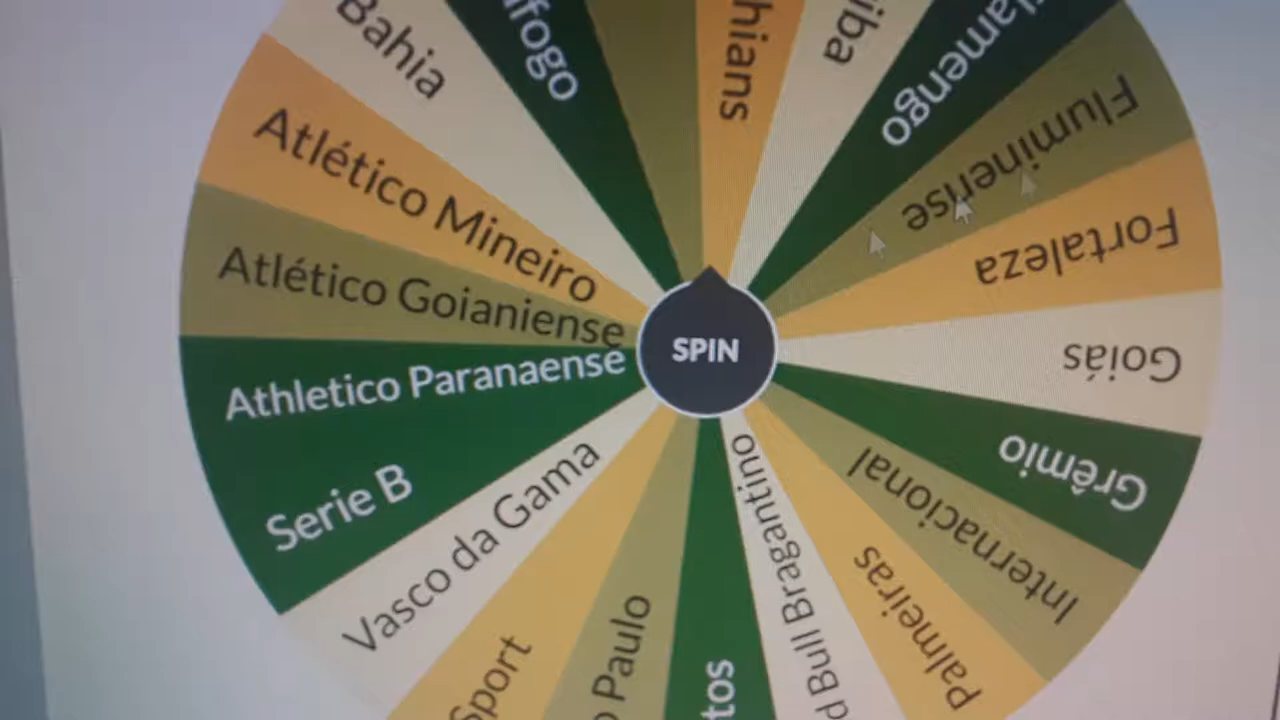 Bahia
fogo
hians
iba
lamengo
Fluminense
Fortaleza
Goiás
Grêmio
Internacional
Palmeiras
d Bull Bragantino
tos
o Paulo
Sport
Vasco da Gama
Serie B
Athletico Paranaense
Atlético Goianiense
Atlético Mineiro
SPIN